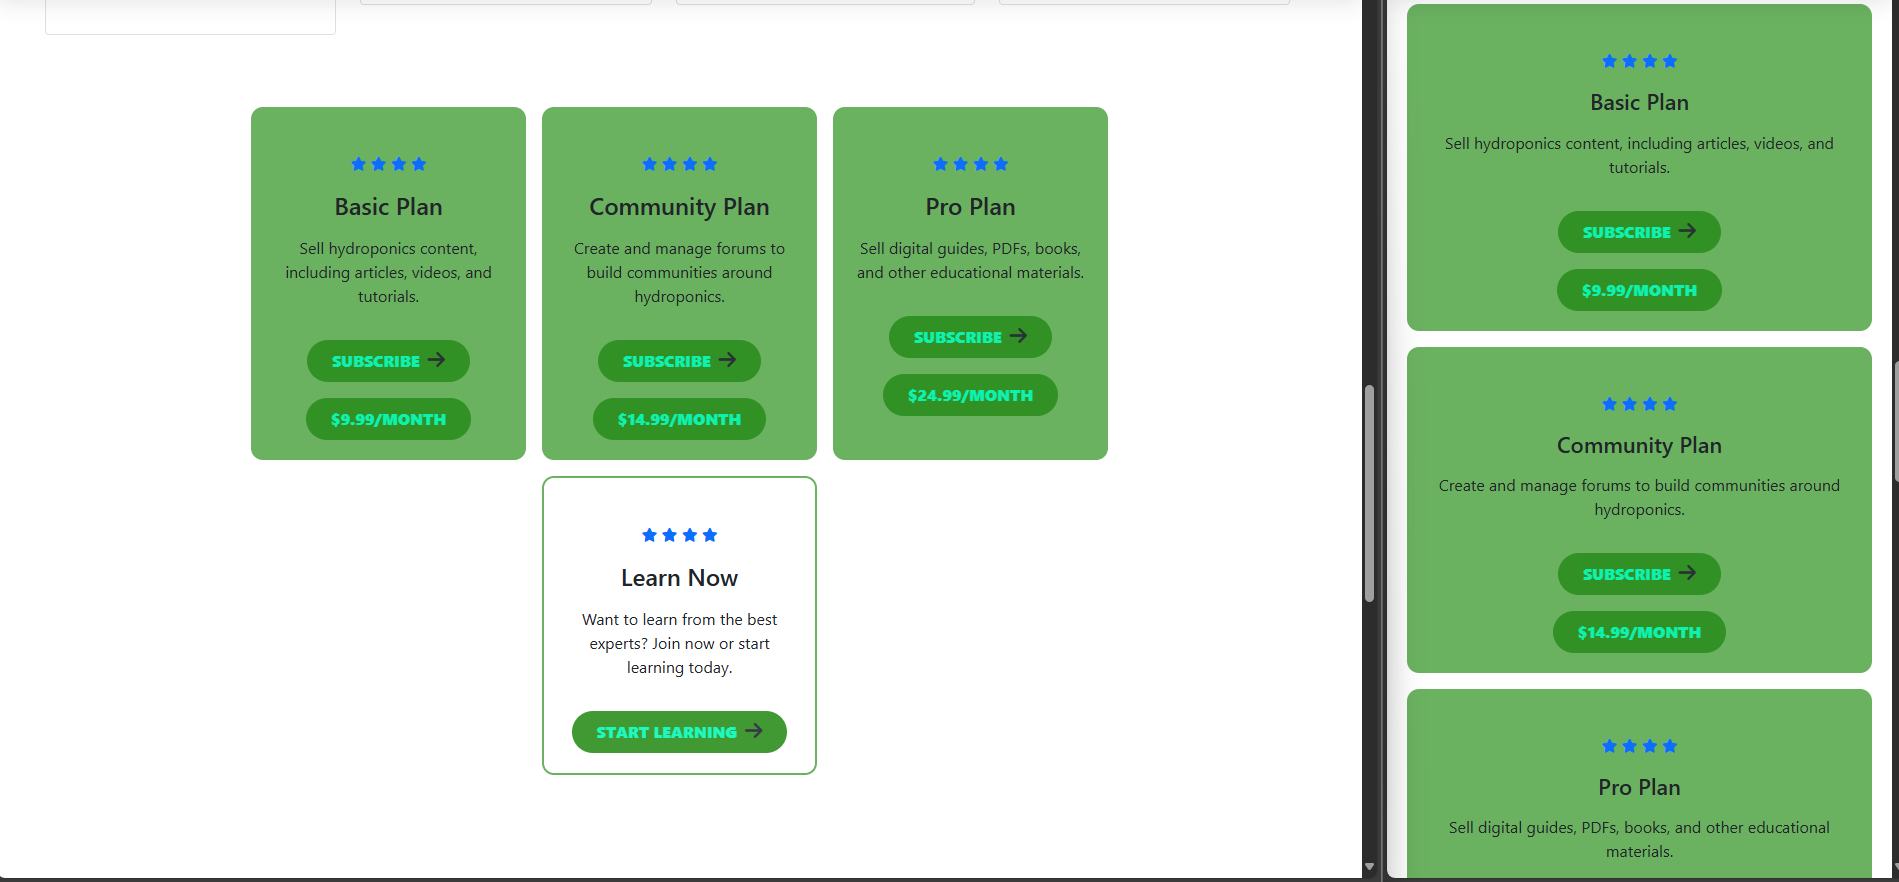 Basic Plan
Sell hydroponics content,
including articles, videos, and
tutorials.
SUBSCRIBE
$9.99/MONTH
Community Plan
Create and manage forums to
build communities around
hydroponics.
SUBSCRIBE
$14.99/MONTH
Pro Plan
Sell digital guides, PDFs, books,
and other educational materials.
SUBSCRIBE
$24.99/MONTH
Learn Now
Want to learn from the best
experts? Join now or start
learning today.
START LEARNING
Basic Plan
Sell hydroponics content, including articles, videos, and
tutorials.
SUBSCRIBE
$9.99/MONTH
Community Plan
Create and manage forums to build communities around
hydroponics.
SUBSCRIBE
$14.99/MONTH
Pro Plan
Sell digital guides, PDFs, books, and other educational
materials.